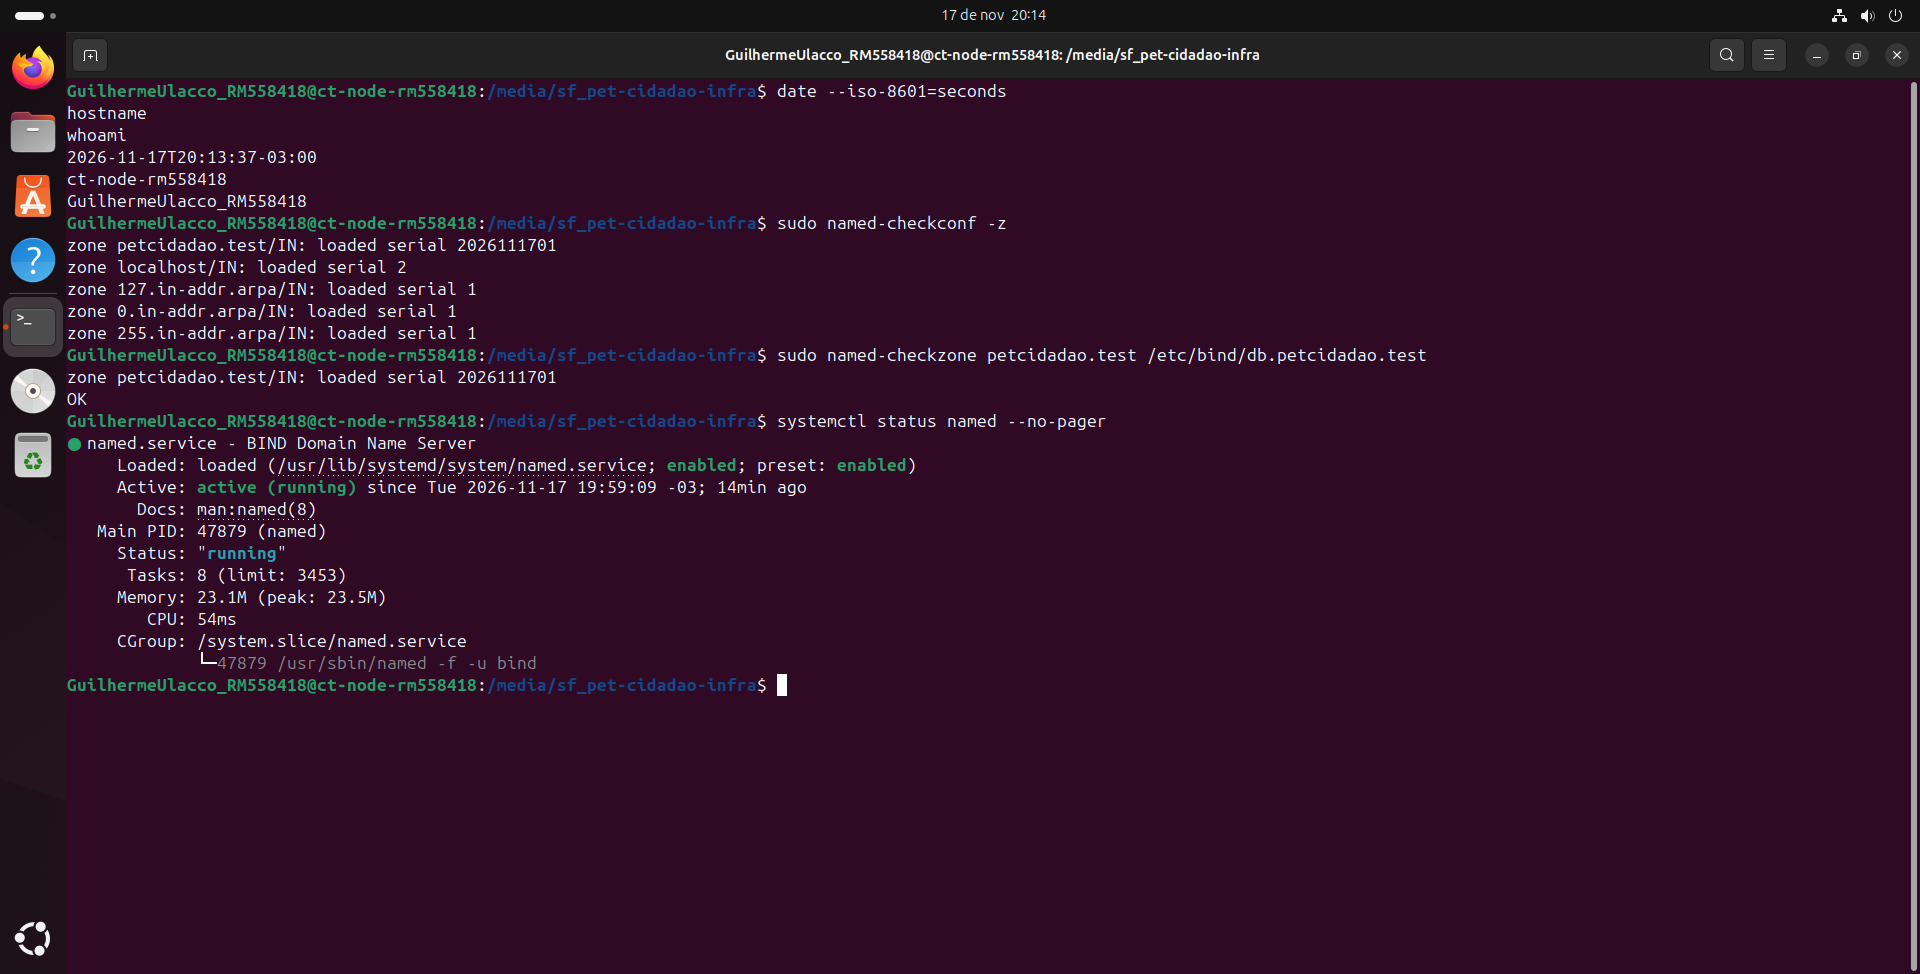 17 de nov  20:14
GuilhermeUlacco_RM558418@ct-node-rm558418: /media/sf_pet-cidadao-infra
GuilhermeUlacco_RM558418@ct-node-rm558418:/media/sf_pet-cidadao-infra$ date --iso-8601=seconds
hostname
whoami
2026-11-17T20:13:37-03:00
ct-node-rm558418
GuilhermeUlacco_RM558418
GuilhermeUlacco_RM558418@ct-node-rm558418:/media/sf_pet-cidadao-infra$ sudo named-checkconf -z
zone petcidadao.test/IN: loaded serial 2026111701
zone localhost/IN: loaded serial 2
zone 127.in-addr.arpa/IN: loaded serial 1
zone 0.in-addr.arpa/IN: loaded serial 1
zone 255.in-addr.arpa/IN: loaded serial 1
GuilhermeUlacco_RM558418@ct-node-rm558418:/media/sf_pet-cidadao-infra$ sudo named-checkzone petcidadao.test /etc/bind/db.petcidadao.test
zone petcidadao.test/IN: loaded serial 2026111701
OK
GuilhermeUlacco_RM558418@ct-node-rm558418:/media/sf_pet-cidadao-infra$ systemctl status named --no-pager
● named.service - BIND Domain Name Server
     Loaded: loaded (/usr/lib/systemd/system/named.service; enabled; preset: enabled)
     Active: active (running) since Tue 2026-11-17 19:59:09 -03; 14min ago
       Docs: man:named(8)
   Main PID: 47879 (named)
     Status: "running"
      Tasks: 8 (limit: 3453)
     Memory: 23.1M (peak: 23.5M)
        CPU: 54ms
     CGroup: /system.slice/named.service
             └─47879 /usr/sbin/named -f -u bind
GuilhermeUlacco_RM558418@ct-node-rm558418:/media/sf_pet-cidadao-infra$